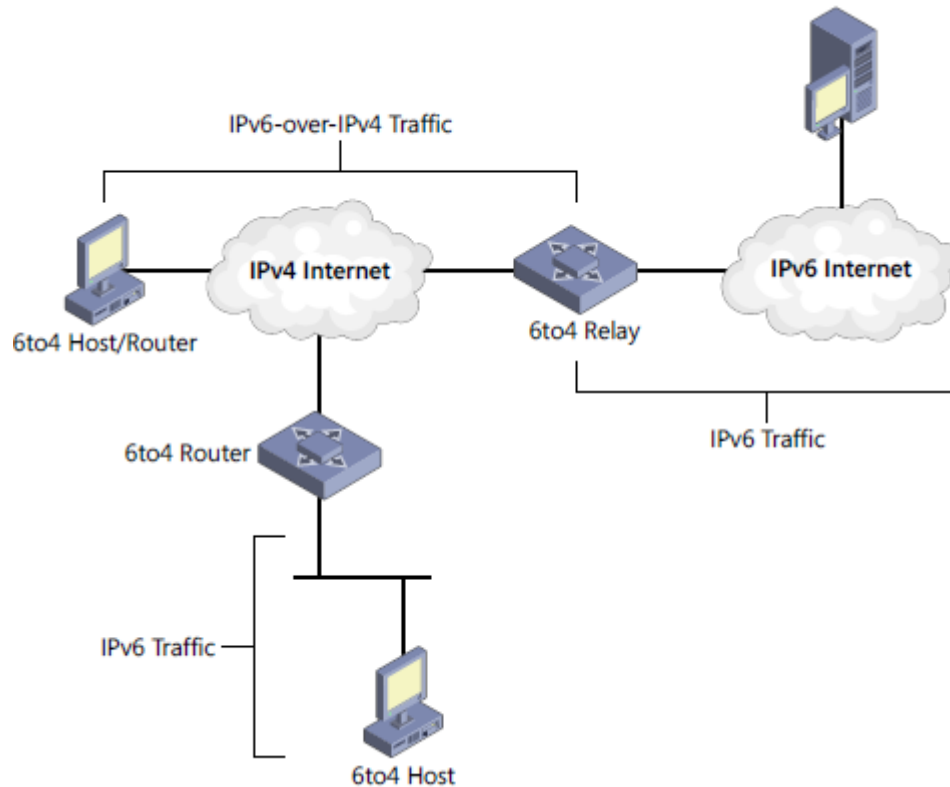 IPv6-over-IPv4 Traffic
IPv4 Internet
IPv6 Internet
6to4 Host/Router
6to4 Relay
6to4 Router
IPv6 Traffic
IPv6 Traffic
6to4 Host